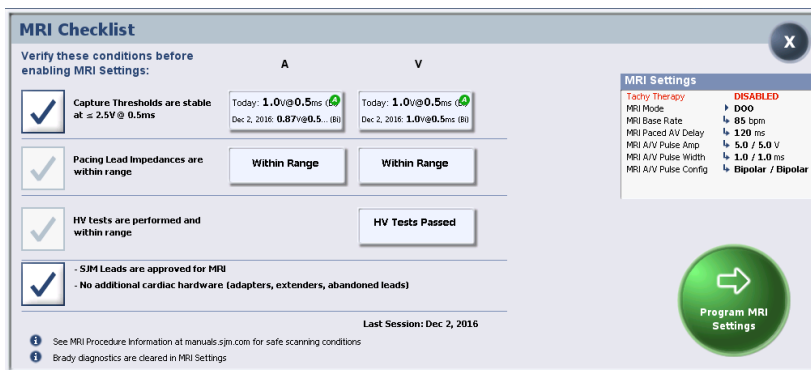 MRI Checklist
X
Verify these conditions before
enabling MRI Settings:
A
V
Capture Thresholds are stable
at ≤ 2.5V @ 0.5ms
Today: 1.0V@0.5ms
Dec 2, 2016: 0.87V@0.5... (Bi)
Today: 1.0V@0.5ms
Dec 2, 2016: 1.0V@0.5ms (Bi)
Pacing Lead Impedances are
within range
Within Range
Within Range
HV tests are performed and
within range
HV Tests Passed
- SJM Leads are approved for MRI
- No additional cardiac hardware (adapters, extenders, abandoned leads)
Last Session: Dec 2, 2016
i See MRI Procedure Information at manuals.sjm.com for safe scanning conditions
i Brady diagnostics are cleared in MRI Settings
MRI Settings
Tachy Therapy DISABLED
MRI Mode DOO
MRI Base Rate 85 bpm
MRI Paced AV Delay 120 ms
MRI A/V Pulse Amp 5.0 / 5.0 V
MRI A/V Pulse Width 1.0 / 1.0 ms
MRI A/V Pulse Config Bipolar / Bipolar
Program MRI
Settings